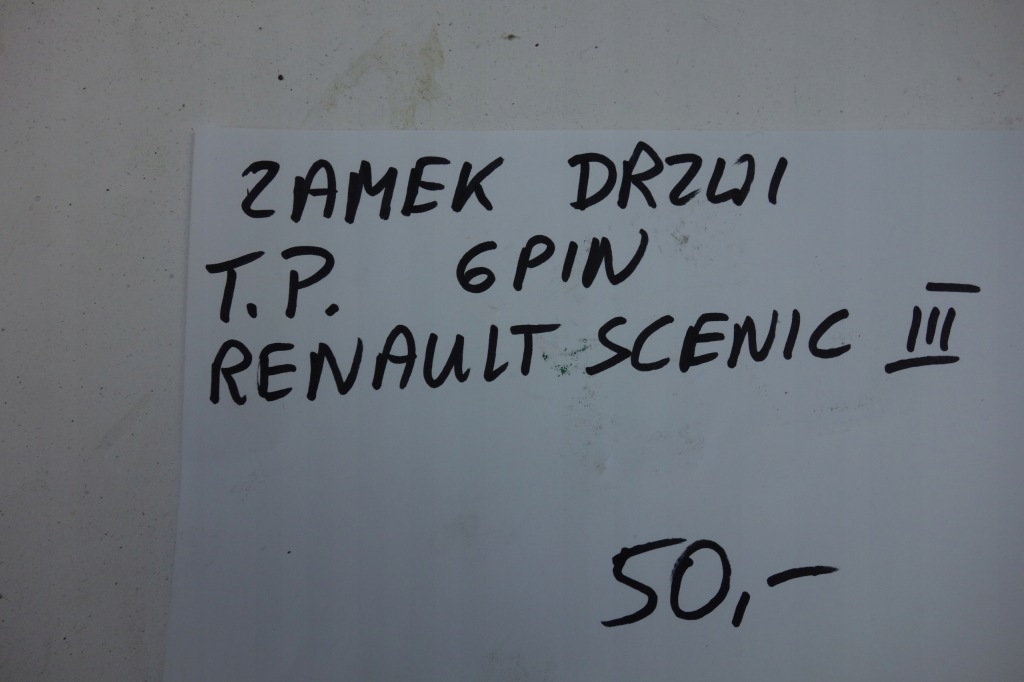 ZAMEK DRZWI
T.P. 6PIN
RENAULT SCENIC III
50,-